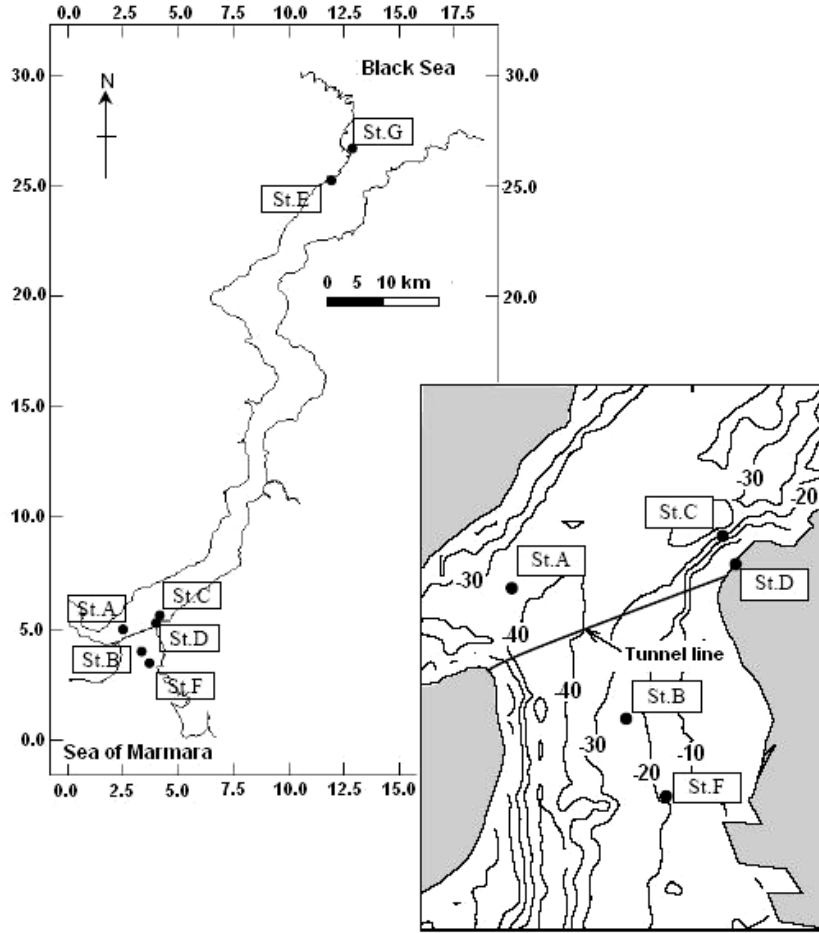 0.0 2.5 5.0 7.5 10.0 12.5 15.0 17.5
30.0
Black Sea
30.0
N
St.G
25.0
St.E
25.0
0 5 10 km
20.0
20.0
15.0
10.0
St.A
St.C
5.0
St.D
St.B
St.F
0.0
Sea of Marmara
0.0 2.5 5.0 7.5 10.0 12.5 15.0
-30
-20
St.C
St.A
-30
St.D
-40
Tunnel line
-40
St.B
-30
-10
-20
St.F